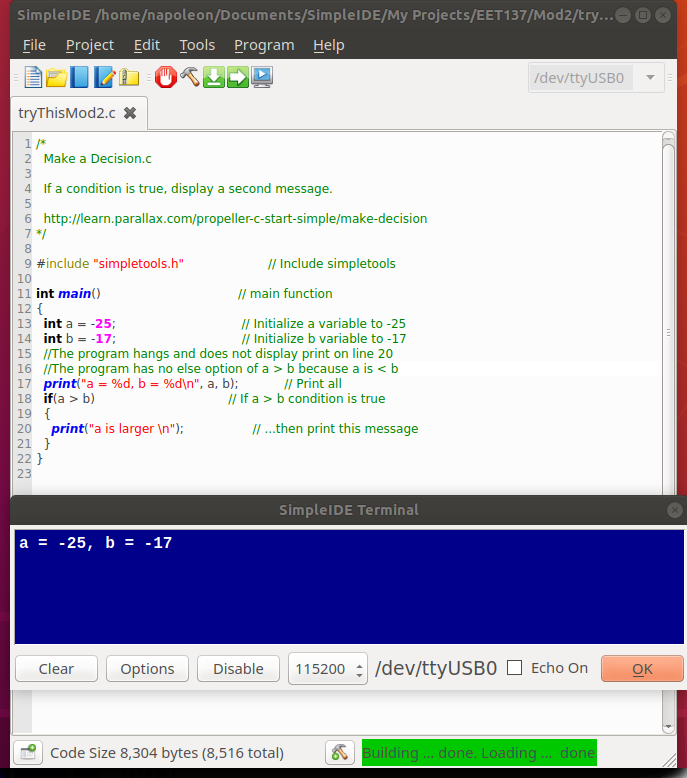 SimpleIDE /home/napoleon/Documents/SimpleIDE/My Projects/EET137/Mod2/try...
File Project Edit Tools Program Help
/dev/ttyUSB0
tryThisMod2.c
1 /*
2 Make a Decision.c
3
4 If a condition is true, display a second message.
5
6 http://learn.parallax.com/propeller-c-start-simple/make-decision
7 */
8
9 #include "simpletools.h" // Include simpletools
10
11 int main() // main function
12 {
13 int a = -25; // Initialize a variable to -25
14 int b = -17; // Initialize b variable to -17
15 //The program hangs and does not display print on line 20
16 //The program has no else option of a > b because a is < b
17 print("a = %d, b = %d\n", a, b); // Print all
18 if(a > b) // If a > b condition is true
19 {
20 print("a is larger \n"); // ...then print this message
21 }
22 }
23
SimpleIDE Terminal
a = -25, b = -17
Clear Options Disable 115200 /dev/ttyUSB0 Echo On OK
Code Size 8,304 bytes (8,516 total) Building ... done. Loading ... done